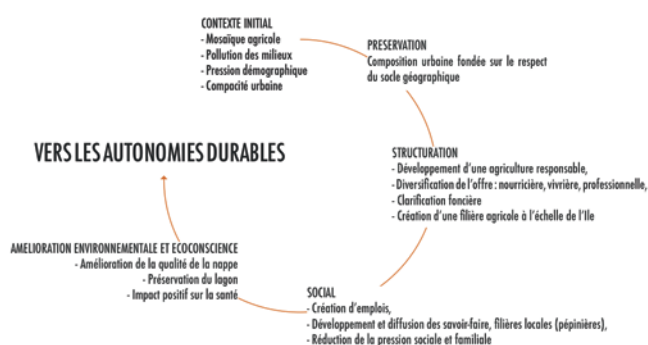 CONTEXTE INITIAL
- Mosaïque agricole
- Pollution des milieux
- Pression démographique
- Compacité urbaine
PRESERVATION
Composition urbaine fondée sur le respect
du socle géographique
STRUCTURATION
- Développement d'une agriculture responsable,
- Diversification de l'offre : nourricière, vivrière, professionnelle,
- Clarification foncière
- Création d'une filière agricole à l'échelle de l'Ile
SOCIAL
- Création d'emplois,
- Développement et diffusion des savoir-faire, filières locales (pépinières),
- Réduction de la pression sociale et familiale
AMELIORATION ENVIRONNEMENTALE ET ECOCONSCIENCE
- Amélioration de la qualité de la nappe
- Préservation du lagon
- Impact positif sur la santé
VERS LES AUTONOMIES DURABLES